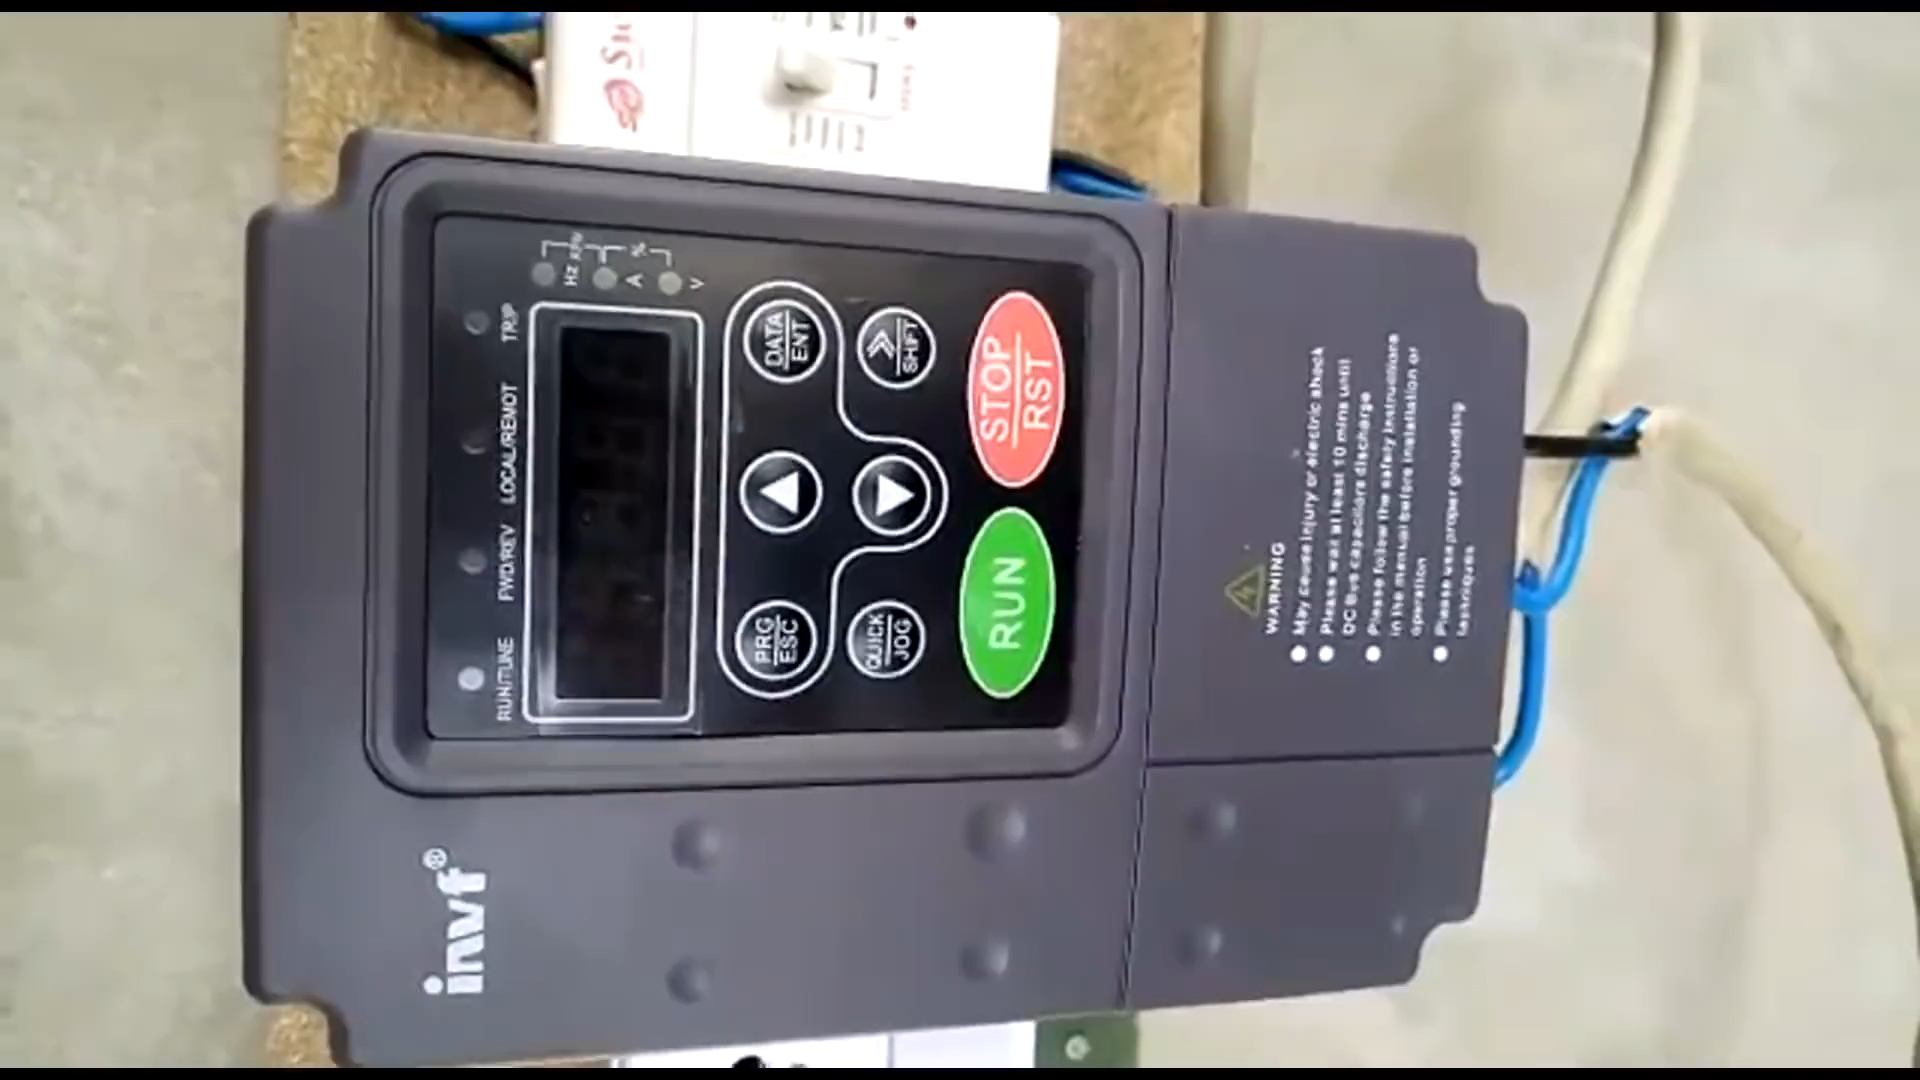 invf®
RUN/TUNE FWD/REV LOCAL/REMOT TRIP
HZ
RPM
A
%
V
PRG
ESC
DATA
ENT
QUICK
JOG
SHIFT
RUN
STOP
RST
WARNING
May cause injury or electric shock
Please wait at least 10 mins until
DC Bus capacitors discharge
Please follow the safety instructions
in the manual before installation or
operation
Please use proper grounding
techniques